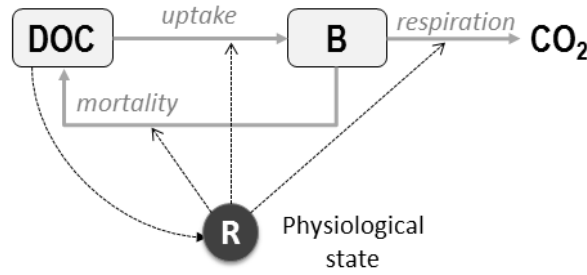 uptake
respiration
DOC
B
CO₂
mortality
R
Physiological
state